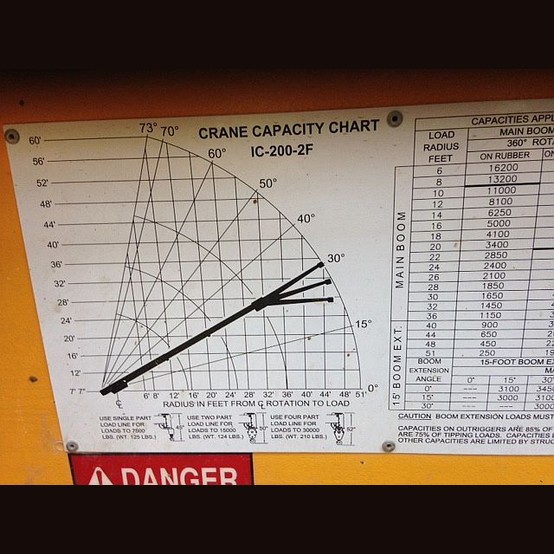 CRANE CAPACITY CHART
IC-200-2F
73° 70° 60° 50° 40° 30° 15° 0°
60'
56'
52'
48'
44'
40'
36'
32'
28'
24'
20'
16'
12'
7' 7" 6' 8' 12' 16' 20' 24' 28' 32' 36' 40' 44' 48' 51'
RADIUS IN FEET FROM ROTATION TO LOAD
USE SINGLE PART
LOAD LINE FOR
LOADS TO 7500
LBS. (WT. 125 LBS.)
USE TWO PART
LOAD LINE FOR
LOADS TO 15000
LBS. (WT. 124 LBS.)
50"
USE FOUR PART
LOAD LINE FOR
LOADS TO 30000
LBS. (WT. 210 LBS.)
52"
CAPACITIES APPL
LOAD RADIUS FEET
MAIN BOOM
360° ROTA
ON RUBBER ON
MAIN BOOM
6 16200
8 13200
10 11000
12 8100
14 6250
16 5000
18 4100
20 3400
22 2850
24 2400
26 2100
28 1850
30 1650
32 1450
36 1150
15' BOOM EXT.
40 900
44 650
48 450
51 250
BOOM EXTENSION ANGLE
15-FOOT BOOM EX
MA
0° 15° 30°
0° --- 3100 3450
15° --- 3000 3100
30° --- --- 3000
CAUTION BOOM EXTENSION LOADS MUST
CAPACITIES ON OUTRIGGERS ARE 85% OF
ARE 75% OF TIPPING LOADS. CAPACITIES
OTHER CAPACITIES ARE LIMITED BY STRUC
DANGER